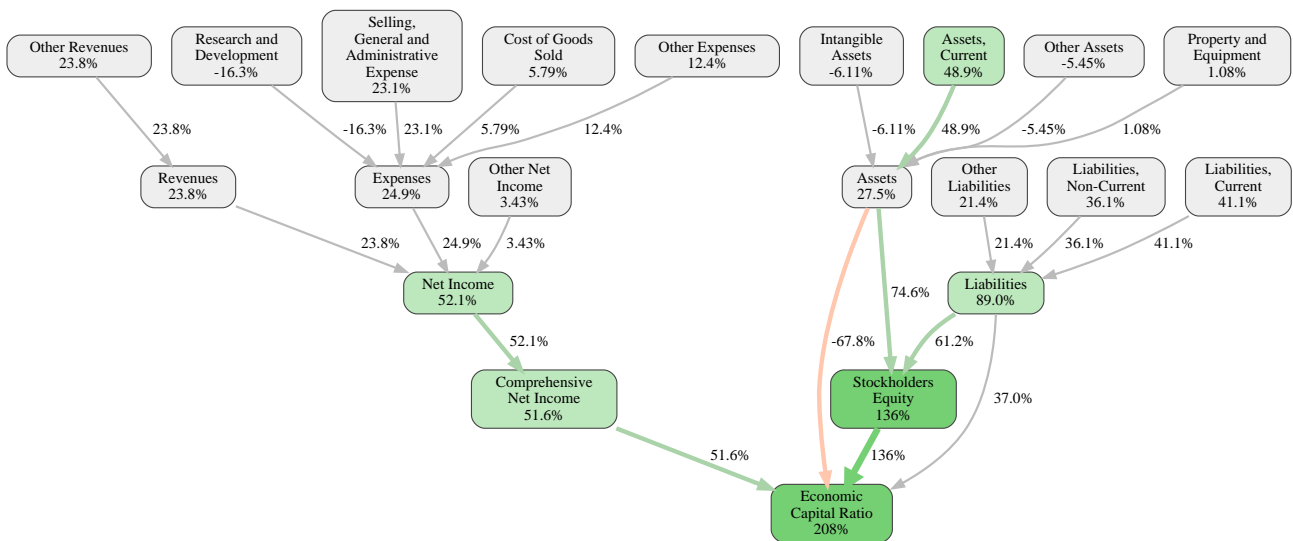 Other Revenues
23.8%
Research and
Development
-16.3%
Selling,
General and
Administrative
Expense
23.1%
Cost of Goods
Sold
5.79%
Other Expenses
12.4%
Intangible
Assets
-6.11%
Assets,
Current
48.9%
Other Assets
-5.45%
Property and
Equipment
1.08%
23.8%
-16.3%
23.1%
5.79%
12.4%
-6.11%
48.9%
-5.45%
1.08%
Revenues
23.8%
Expenses
24.9%
Other Net
Income
3.43%
Assets
27.5%
Other
Liabilities
21.4%
Liabilities,
Non-Current
36.1%
Liabilities,
Current
41.1%
23.8%
24.9%
3.43%
21.4%
36.1%
41.1%
Net Income
52.1%
74.6%
Liabilities
89.0%
52.1%
-67.8%
61.2%
Comprehensive
Net Income
51.6%
Stockholders
Equity
136%
37.0%
51.6%
136%
Economic
Capital Ratio
208%